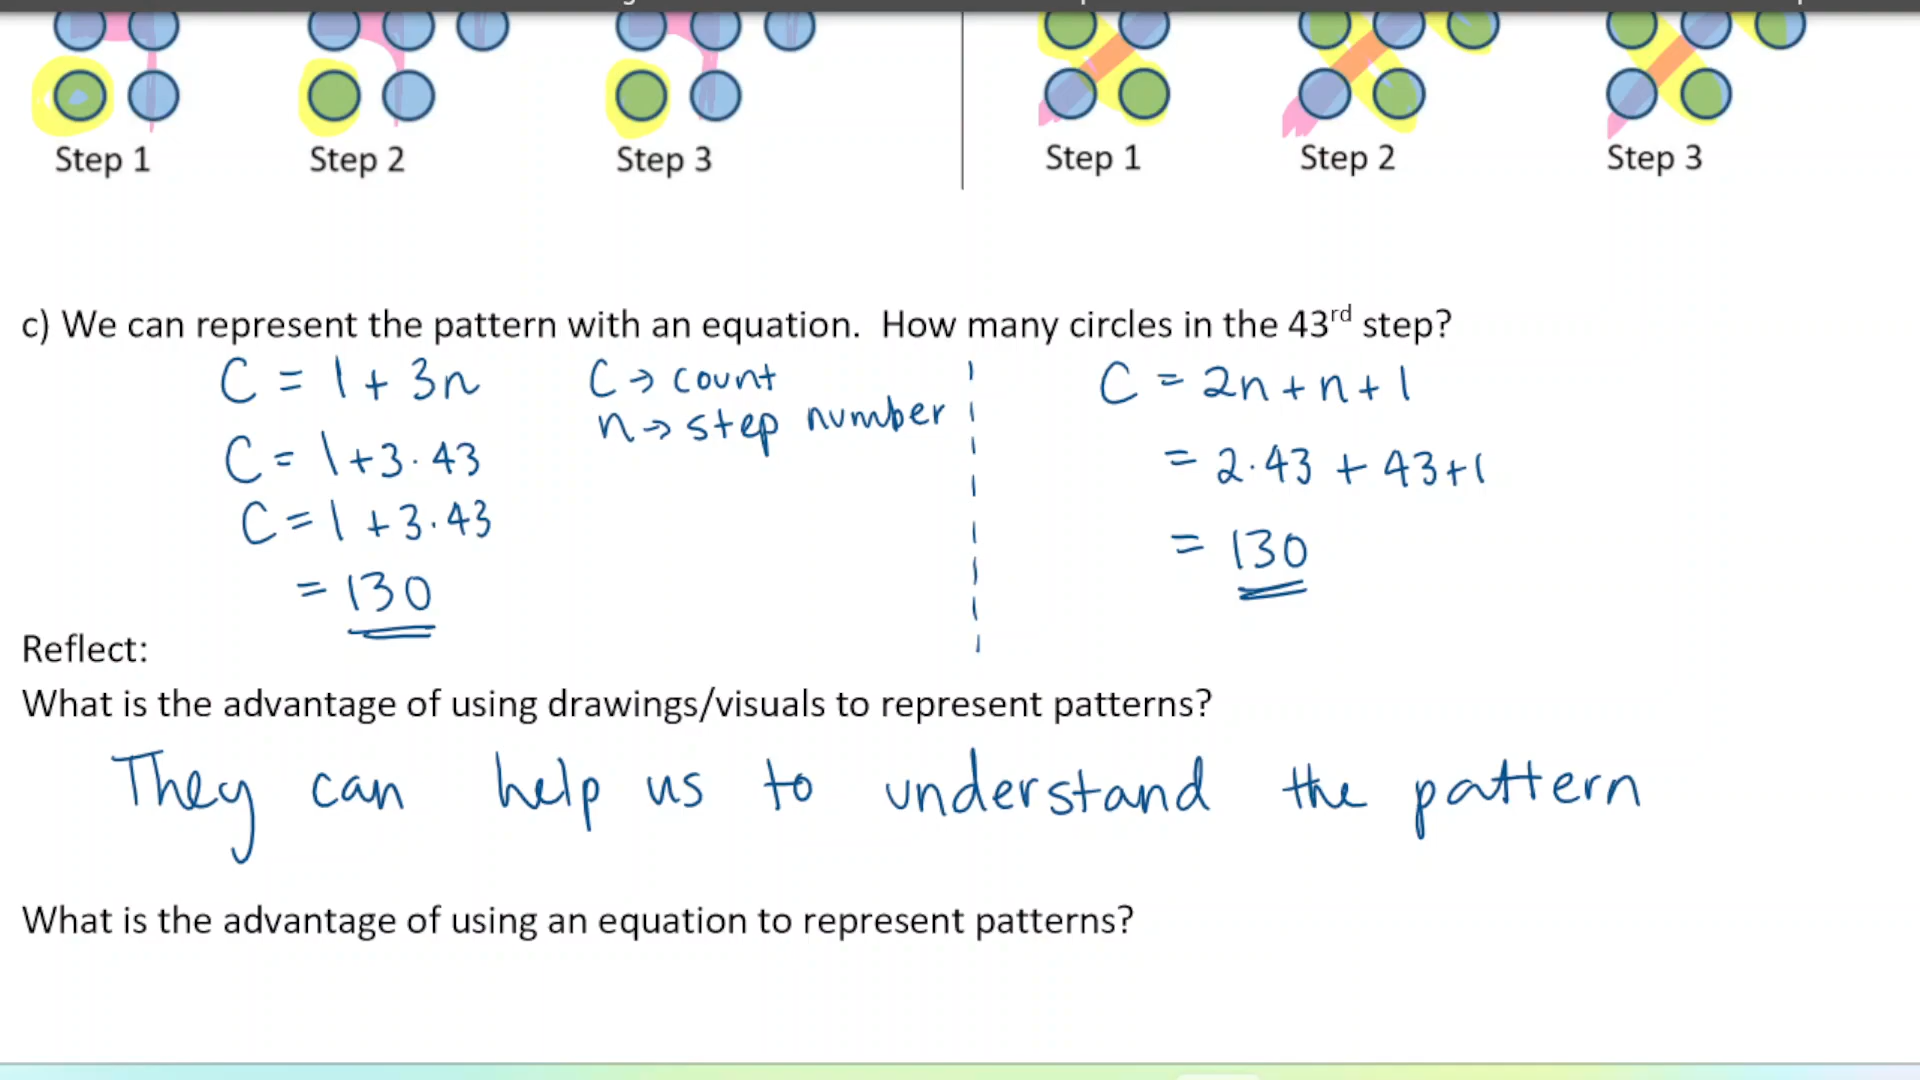 Step 1
Step 2
Step 3
Step 1
Step 2
Step 3
c) We can represent the pattern with an equation. How many circles in the 43rd step?
C = 1 + 3n
C = 1 + 3 · 43
C = 1 + 3 · 43
= 130
C → count
n → step number
C = 2n + n + 1
= 2 · 43 + 43 + 1
= 130
Reflect:
What is the advantage of using drawings/visuals to represent patterns?
They can help us to understand the pattern
What is the advantage of using an equation to represent patterns?